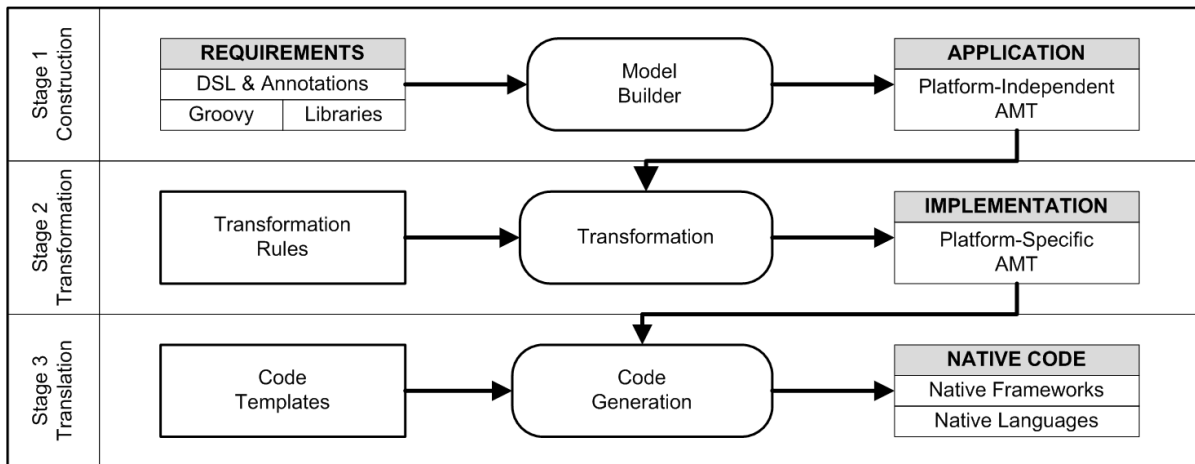 Stage 1
Construction
REQUIREMENTS
DSL & Annotations
Groovy
Libraries
Model
Builder
APPLICATION
Platform-Independent
AMT
Stage 2
Transformation
Transformation
Rules
Transformation
IMPLEMENTATION
Platform-Specific
AMT
Stage 3
Translation
Code
Templates
Code
Generation
NATIVE CODE
Native Frameworks
Native Languages